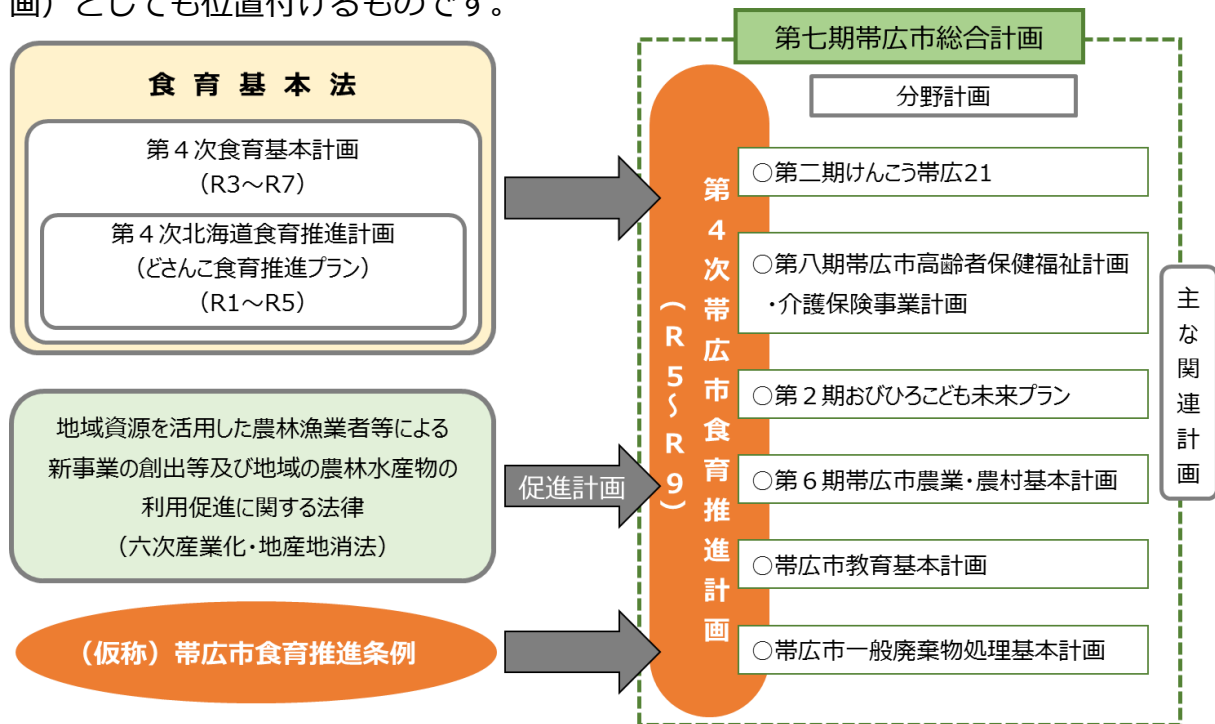 画）としても位置付けるものです。
食育基本法
第４次食育基本計画
（R3～R7）
第４次北海道食育推進計画
（どさんこ食育推進プラン）
（R1～R5）
地域資源を活用した農林漁業者等による
新事業の創出等及び地域の農林水産物の
利用促進に関する法律
（六次産業化・地産地消法）
（仮称）帯広市食育推進条例
促進計画
第４次帯広市食育推進計画
（R５～R９）
第七期帯広市総合計画
分野計画
○第二期けんこう帯広21
○第八期帯広市高齢者保健福祉計画
・介護保険事業計画
○第２期おびひろこども未来プラン
○第６期帯広市農業・農村基本計画
○帯広市教育基本計画
○帯広市一般廃棄物処理基本計画
主な関連計画